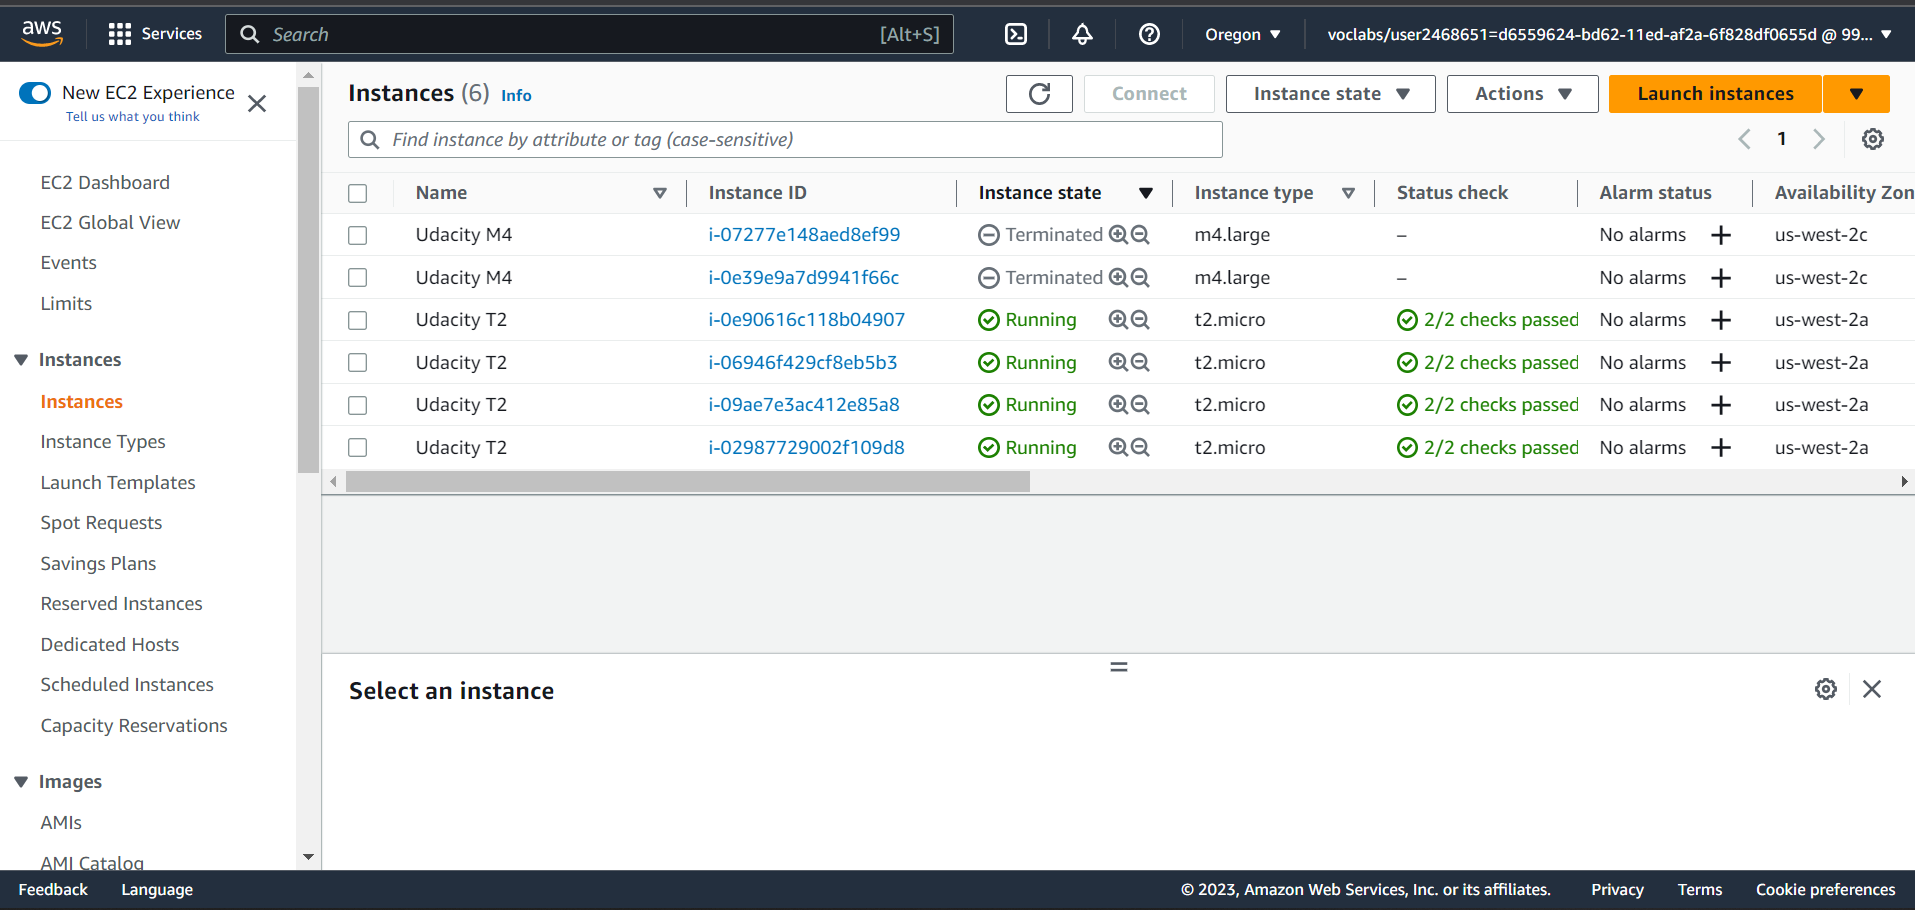 aws Services Search [Alt+S] Oregon voclabs/user2468651=d6559624-bd62-11ed-af2a-6f828df0655d @ 99...
New EC2 Experience
Tell us what you think
EC2 Dashboard
EC2 Global View
Events
Limits
Instances
Instances
Instance Types
Launch Templates
Spot Requests
Savings Plans
Reserved Instances
Dedicated Hosts
Scheduled Instances
Capacity Reservations
Images
AMIs
AMI Catalog
Instances (6) Info Connect Instance state Actions Launch instances
Find instance by attribute or tag (case-sensitive) 1
Name Instance ID Instance state Instance type Status check Alarm status Availability Zon
Udacity M4 i-07277e148aed8ef99 Terminated m4.large – No alarms us-west-2c
Udacity M4 i-0e39e9a7d9941f66c Terminated m4.large – No alarms us-west-2c
Udacity T2 i-0e90616c118b04907 Running t2.micro 2/2 checks passed No alarms us-west-2a
Udacity T2 i-06946f429cf8eb5b3 Running t2.micro 2/2 checks passed No alarms us-west-2a
Udacity T2 i-09ae7e3ac412e85a8 Running t2.micro 2/2 checks passed No alarms us-west-2a
Udacity T2 i-02987729002f109d8 Running t2.micro 2/2 checks passed No alarms us-west-2a
Select an instance
Feedback Language © 2023, Amazon Web Services, Inc. or its affiliates. Privacy Terms Cookie preferences